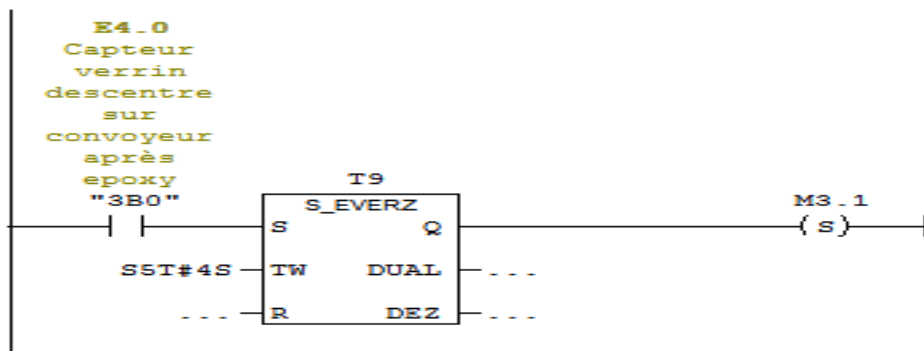 E4.0
Capteur
verrin
descentre
sur
convoyeur
après
epoxy
"3B0"
T9
S_EVERZ
S Q
M3.1
(S)
S5T#4S TW DUAL ...
... R DEZ ...